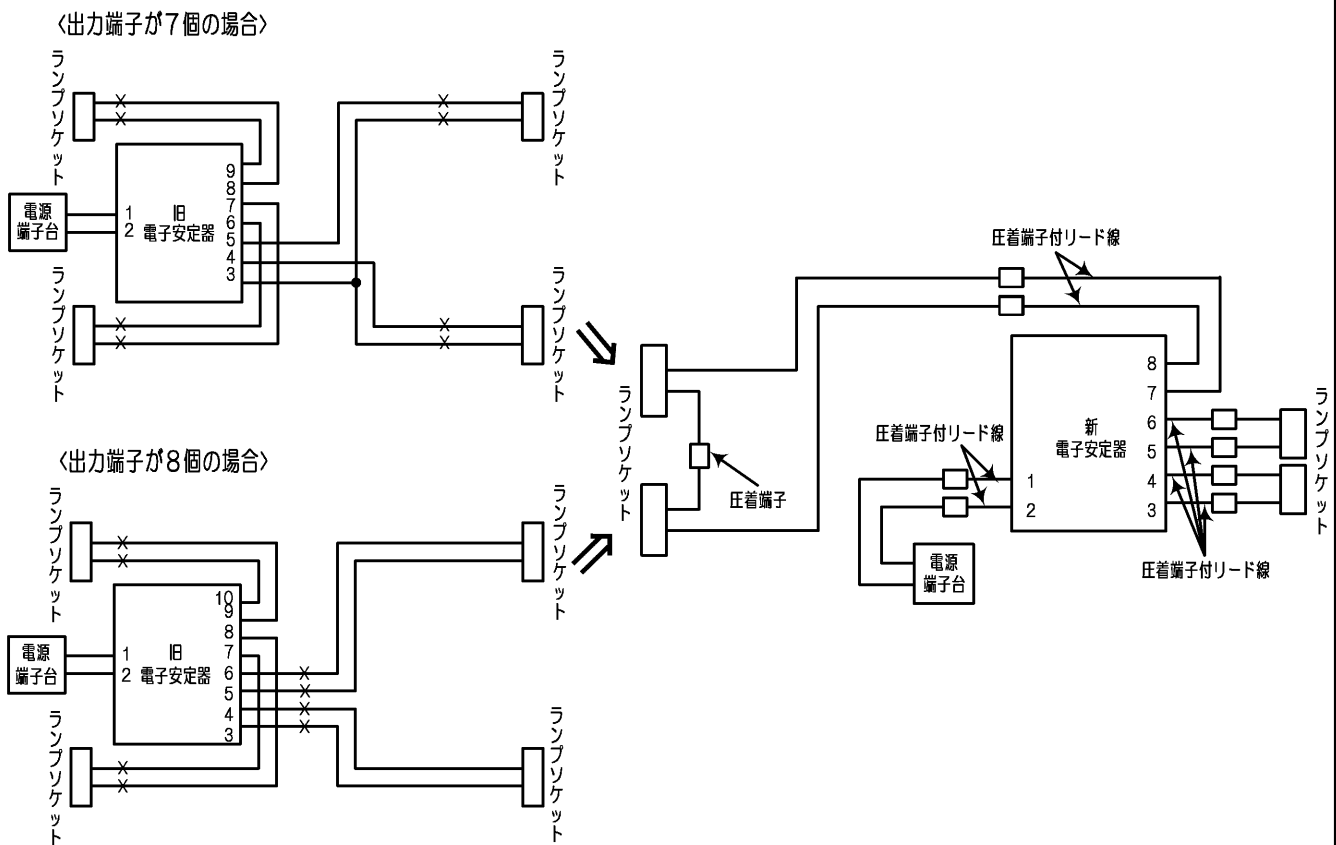 〈出力端子が7個の場合〉
ランプソケット
ランプソケット
電源
端子台
1
2
旧
電子安定器
9
8
7
6
5
4
3
ランプソケット
ランプソケット
〈出力端子が8個の場合〉
ランプソケット
ランプソケット
電源
端子台
1
2
旧
電子安定器
10
9
8
7
6
5
4
3
ランプソケット
ランプソケット
ランプソケット
圧着端子
圧着端子付リード線
圧着端子付リード線
新
電子安定器
1
2
8
7
6
5
4
3
ランプソケット
電源
端子台
圧着端子付リード線